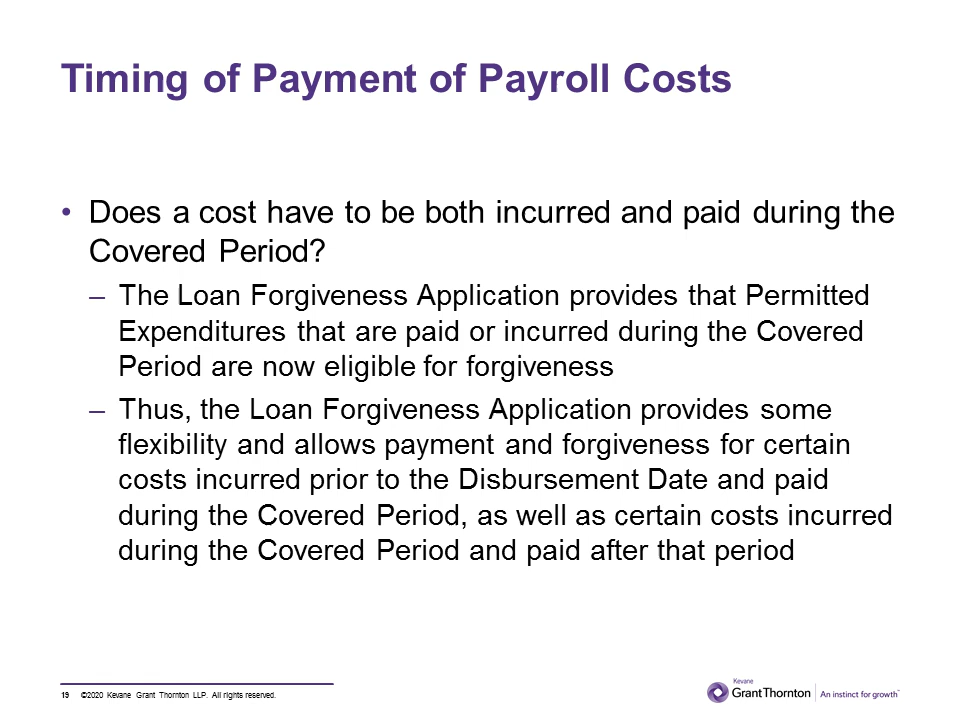 Timing of Payment of Payroll Costs
• Does a cost have to be both incurred and paid during the
Covered Period?
– The Loan Forgiveness Application provides that Permitted
Expenditures that are paid or incurred during the Covered
Period are now eligible for forgiveness
– Thus, the Loan Forgiveness Application provides some
flexibility and allows payment and forgiveness for certain
costs incurred prior to the Disbursement Date and paid
during the Covered Period, as well as certain costs incurred
during the Covered Period and paid after that period
19 ©2020 Kevane Grant Thornton LLP. All rights reserved.
Kevane
GrantThornton An instinct for growth™